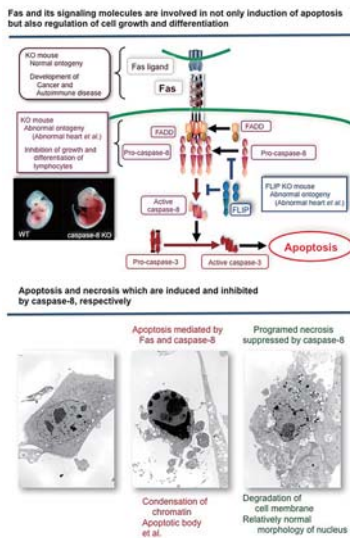 Fas and its signaling molecules are involved in not only induction of apoptosis
but also regulation of cell growth and differentiation
KO mouse
Normal ontogeny
Development of
Cancer and
Autoimmune disease
Fas ligand
Fas
KO mouse
Abnormal ontogeny
(Abnormal heart et al.)
Inhibition of growth and
differentiation of
lymphocytes
FADD
FADD
Pro-caspase-8
Pro-caspase-8
FLIP KO mouse
Abnormal ontogeny
(Abnormal heart et al.)
Active
caspase-8
FLIP
WT
caspase-8 KO
Apoptosis
Pro-caspase-3
Active caspase-3
Apoptosis and necrosis which are induced and inhibited
by caspase-8, respectively
Apoptosis mediated by
Fas and caspase-8
Programed necrosis
suppressed by caspase-8
Condensation of
chromatin
Apoptotic body
et al.
Degradation of
cell membrane
Relatively normal
morphology of nucleus